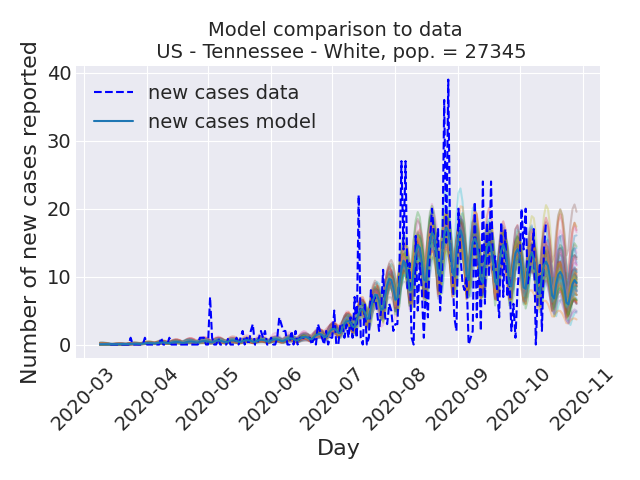 Model comparison to data
US - Tennessee - White, pop. = 27345
Number of new cases reported
40
30
20
10
0
new cases data
new cases model
2020-03
2020-04
2020-05
2020-06
2020-07
2020-08
2020-09
2020-10
2020-11
Day